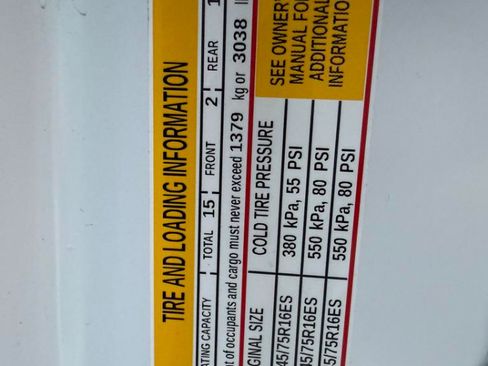 TIRE AND LOADING INFORMATION
ATING CAPACITY TOTAL 15 FRONT 2 REAR 1
t of occupants and cargo must never exceed 1379 kg or 3038 l
GINAL SIZE COLD TIRE PRESSURE
45/75R16ES 380 kPa, 55 PSI
45/75R16ES 550 kPa, 80 PSI
5/75R16ES 550 kPa, 80 PSI
SEE OWNER'
MANUAL FO
ADDITIONAL
INFORMATION